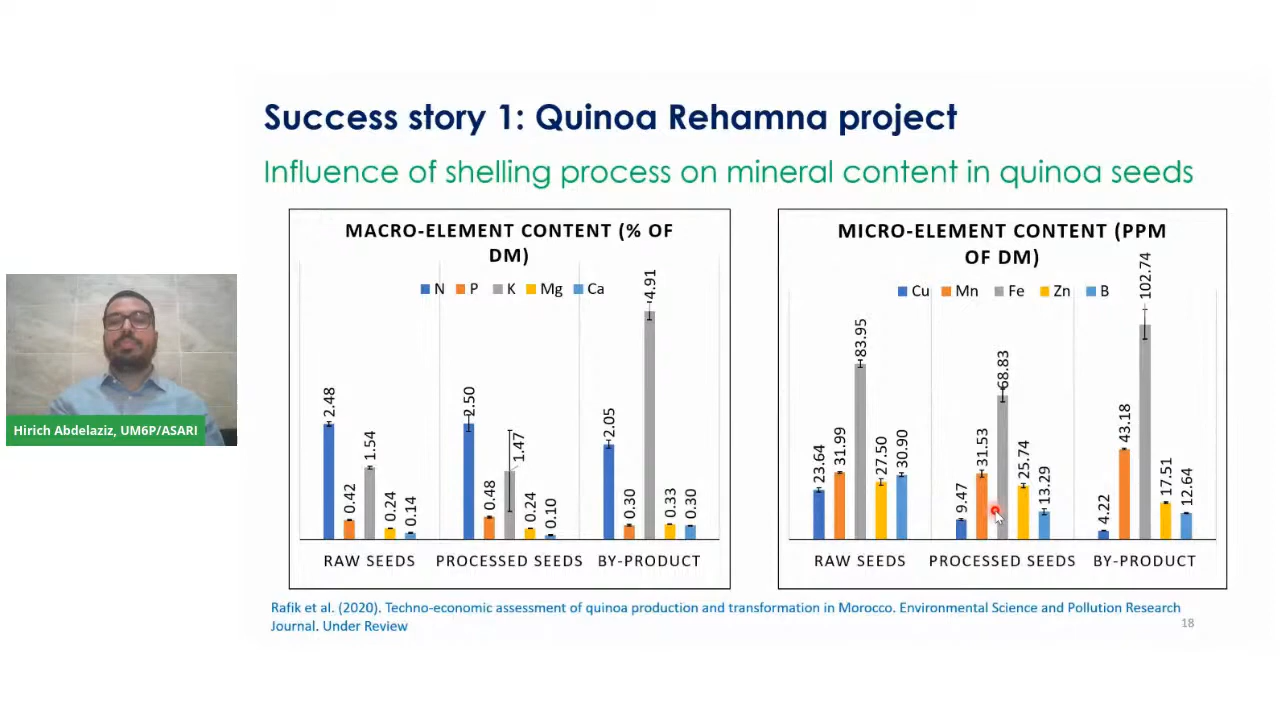 Success story 1: Quinoa Rehamna project
Influence of shelling process on mineral content in quinoa seeds
MACRO-ELEMENT CONTENT (% OF
DM)
N P K Mg Ca
2.48 0.42 1.54 0.24 0.14
2.50 0.48 1.47 0.24 0.10
2.05 0.30 4.91 0.33 0.30
RAW SEEDS PROCESSED SEEDS BY-PRODUCT
MICRO-ELEMENT CONTENT (PPM
OF DM)
Cu Mn Fe Zn B
23.64 31.99 83.95 27.50 30.90
9.47 31.53 68.83 25.74 13.29
4.22 43.18 102.74 17.51 12.64
RAW SEEDS PROCESSED SEEDS BY-PRODUCT
Hirich Abdelaziz, UM6P/ASARI
Rafik et al. (2020). Techno-economic assessment of quinoa production and transformation in Morocco. Environmental Science and Pollution Research
Journal. Under Review
18